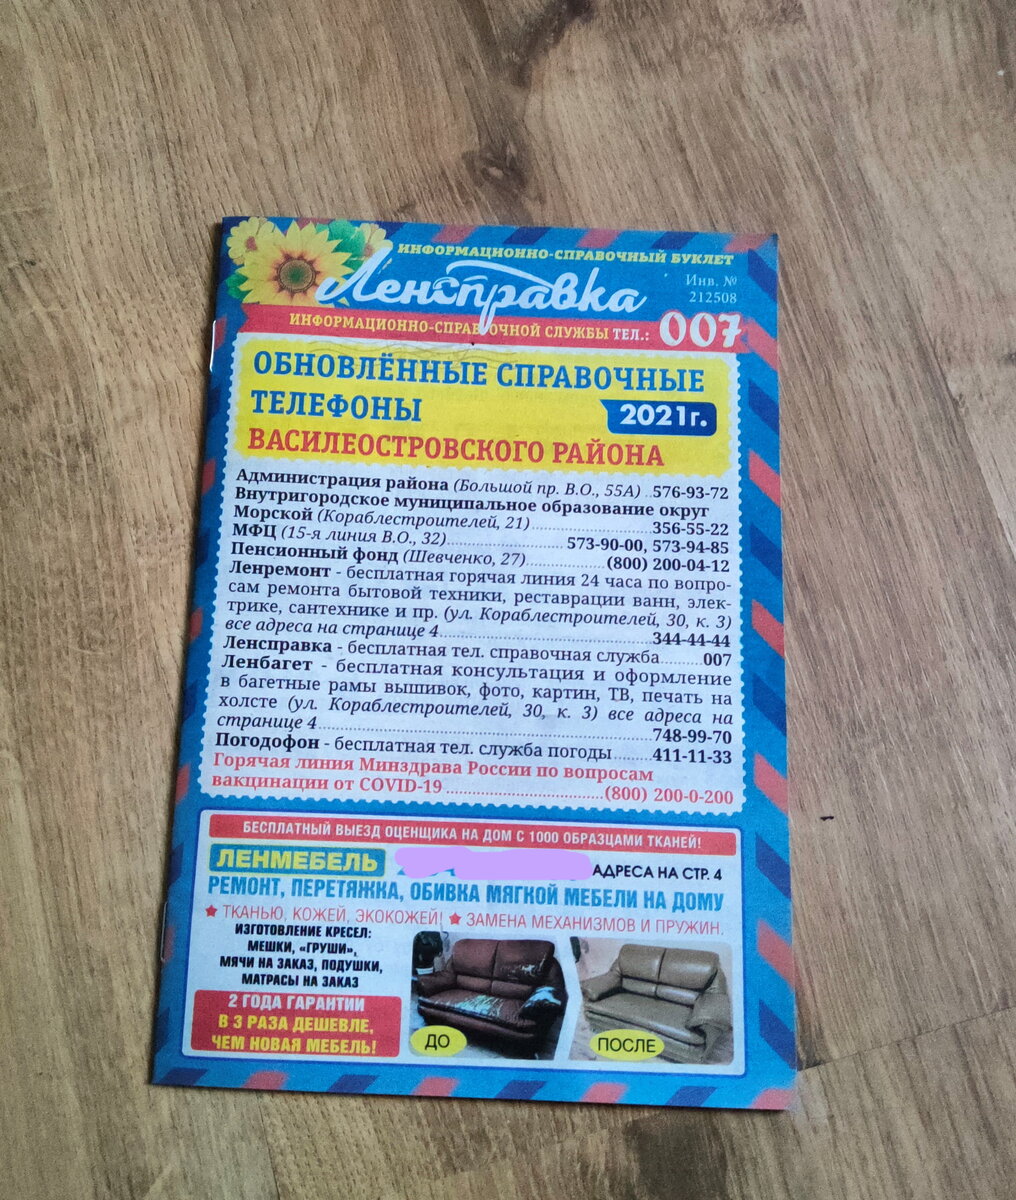 ИНФОРМАЦИОННО-СПРАВОЧНЫЙ БУКЛЕТ
Ленсправка
Инв. №
212508
ИНФОРМАЦИОННО-СПРАВОЧНОЙ СЛУЖБЫ ТЕЛ.: 007
ОБНОВЛЁННЫЕ СПРАВОЧНЫЕ
ТЕЛЕФОНЫ
2021г.
ВАСИЛЕОСТРОВСКОГО РАЙОНА
Администрация района (Большой пр. В.О., 55А) ..576-93-72
Внутригородское муниципальное образование округ
Морской (Кораблестроителей, 21)........................356-55-22
МФЦ (15-я линия В.О., 32)........................573-90-00, 573-94-85
Пенсионный фонд (Шевченко, 27)................(800) 200-04-12
Ленремонт - бесплатная горячая линия 24 часа по вопро-
сам ремонта бытовой техники, реставрации ванн, элек-
трике, сантехнике и пр. (ул. Кораблестроителей, 30, к. 3)
все адреса на странице 4..........................................344-44-44
Ленсправка - бесплатная тел. справочная служба.........007
Ленбагет - бесплатная консультация и оформление
в багетные рамы вышивок, фото, картин, ТВ, печать на
холсте (ул. Кораблестроителей, 30, к. 3) все адреса на
странице 4..................................................................748-99-70
Погодофон - бесплатная тел. служба погоды ........411-11-33
Горячая линия Минздрава России по вопросам
вакцинации от COVID-19................................(800) 200-0-200
БЕСПЛАТНЫЙ ВЫЕЗД ОЦЕНЩИКА НА ДОМ С 1000 ОБРАЗЦАМИ ТКАНЕЙ!
ЛЕНМЕБЕЛЬ АДРЕСА НА СТР. 4
РЕМОНТ, ПЕРЕТЯЖКА, ОБИВКА МЯГКОЙ МЕБЕЛИ НА ДОМУ
★ ТКАНЬЮ, КОЖЕЙ, ЭКОКОЖЕЙ! ★ ЗАМЕНА МЕХАНИЗМОВ И ПРУЖИН.
ИЗГОТОВЛЕНИЕ КРЕСЕЛ:
МЕШКИ, «ГРУШИ»,
МЯЧИ НА ЗАКАЗ, ПОДУШКИ,
МАТРАСЫ НА ЗАКАЗ
2 ГОДА ГАРАНТИИ
В 3 РАЗА ДЕШЕВЛЕ,
ЧЕМ НОВАЯ МЕБЕЛЬ!
ДО
ПОСЛЕ